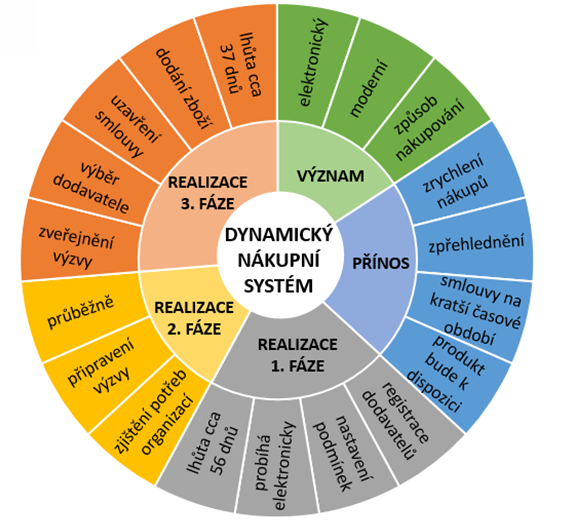 DYNAMICKÝ
NÁKUPNÍ
SYSTÉM
VÝZNAM
elektronický
moderní
způsob
nakupování
PŘÍNOS
zrychlení
nákupů
zpřehlednění
smlouvy na
kratší časové
období
produkt
bude k
dispozici
REALIZACE
1. FÁZE
registrace
dodavatelů
nastavení
podmínek
probíhá
elektronicky
lhůta cca
56 dnů
REALIZACE
2. FÁZE
zjištění potřeb
organizací
připravení
výzvy
průběžně
REALIZACE
3. FÁZE
zveřejnění
výzvy
výběr
dodavatele
uzavření
smlouvy
dodání zboží
lhůta cca
37 dnů